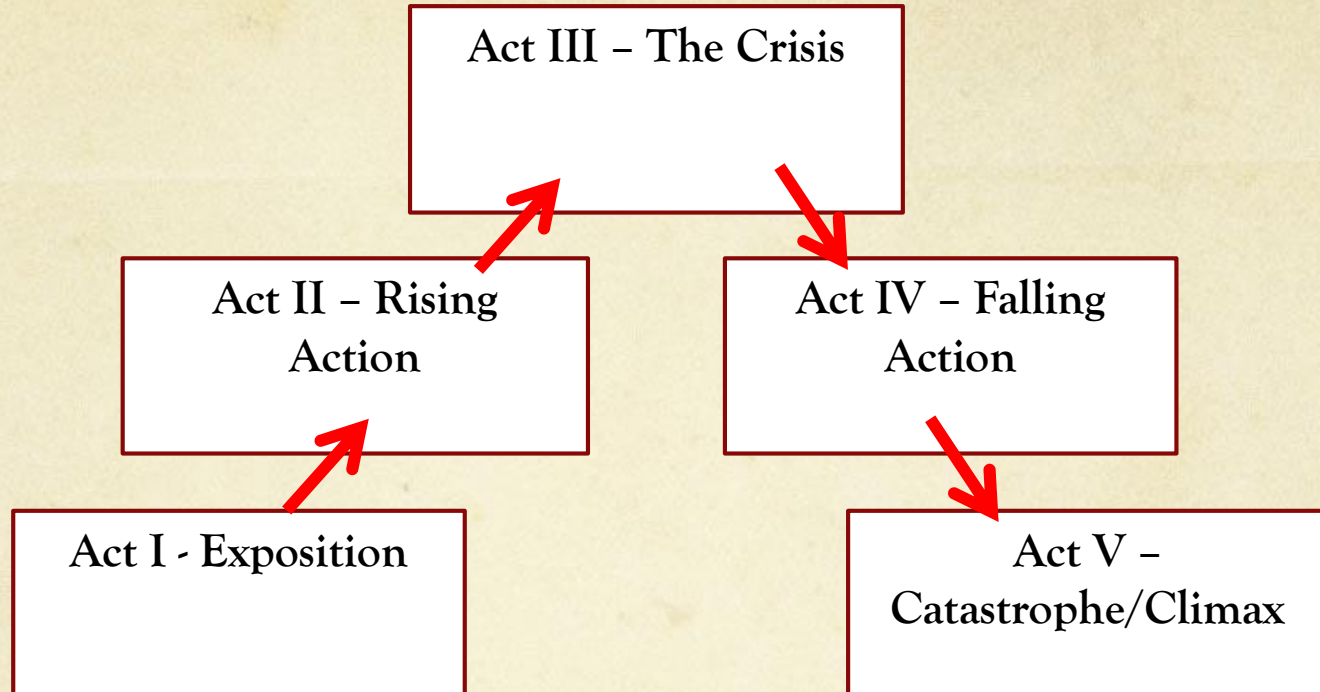 Act III – The Crisis
Act II – Rising
Action
Act IV – Falling
Action
Act I - Exposition
Act V –
Catastrophe/Climax